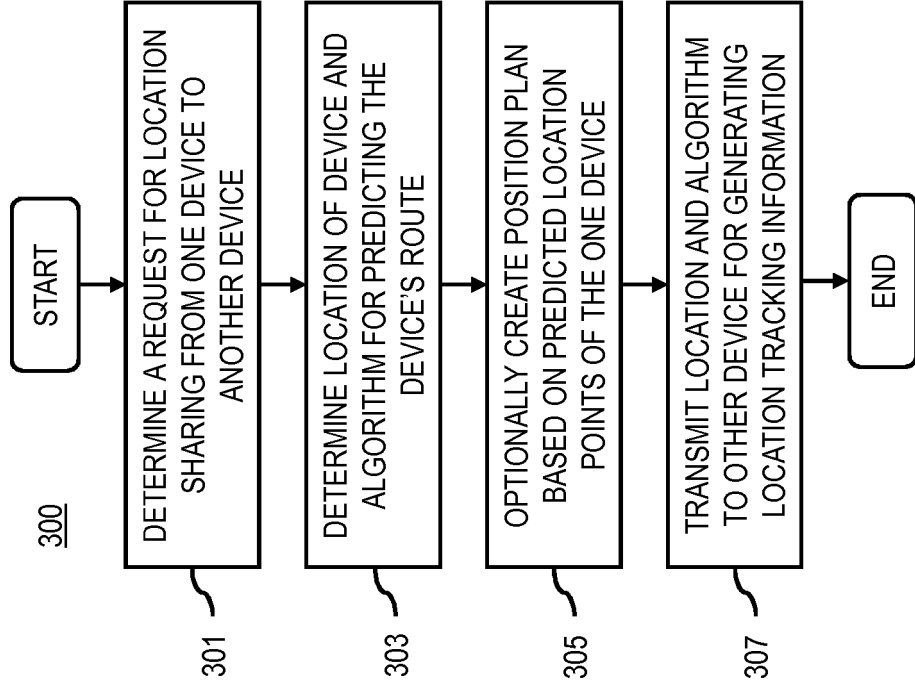 300
START
DETERMINE A REQUEST FOR LOCATION
SHARING FROM ONE DEVICE TO
ANOTHER DEVICE
301
DETERMINE LOCATION OF DEVICE AND
ALGORITHM FOR PREDICTING THE
DEVICE'S ROUTE
303
OPTIONALLY CREATE POSITION PLAN
BASED ON PREDICTED LOCATION
POINTS OF THE ONE DEVICE
305
TRANSMIT LOCATION AND ALGORITHM
TO OTHER DEVICE FOR GENERATING
LOCATION TRACKING INFORMATION
307
END